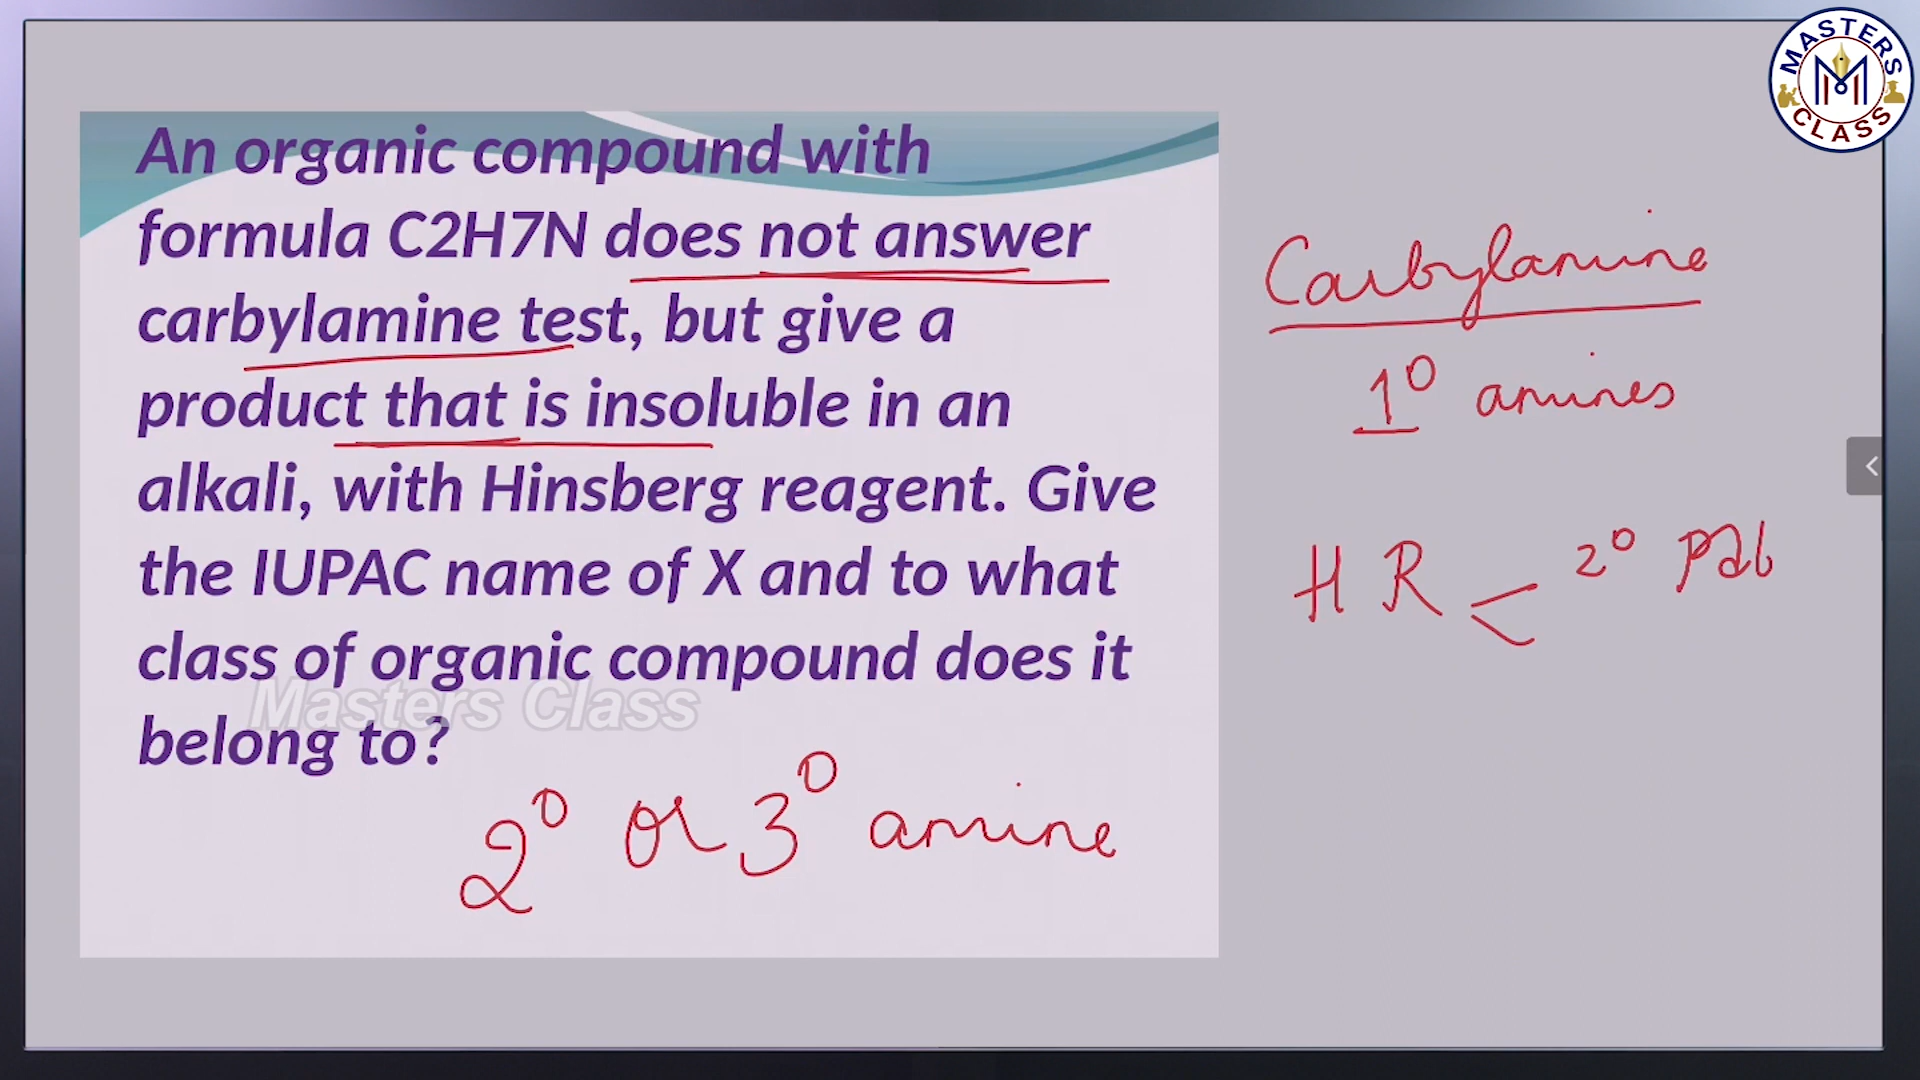 An organic compound with
formula C2H7N does not answer
carbylamine test, but give a
product that is insoluble in an
alkali, with Hinsberg reagent. Give
the IUPAC name of X and to what
class of organic compound does it
belong to?
Masters Class
2° or 3° amine
Carbylamine
1° amines
H R < 2°
MASTERS
M
CLASS